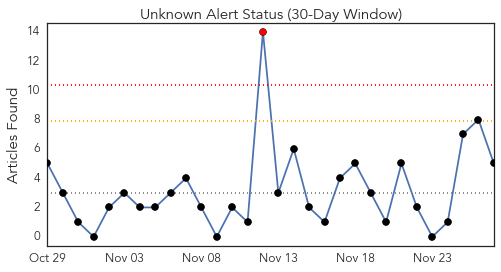 Unknown Alert Status (30-Day Window)
Articles Found
14
12
10
8
6
4
2
0
Oct 29 Nov 03 Nov 08 Nov 13 Nov 18 Nov 23